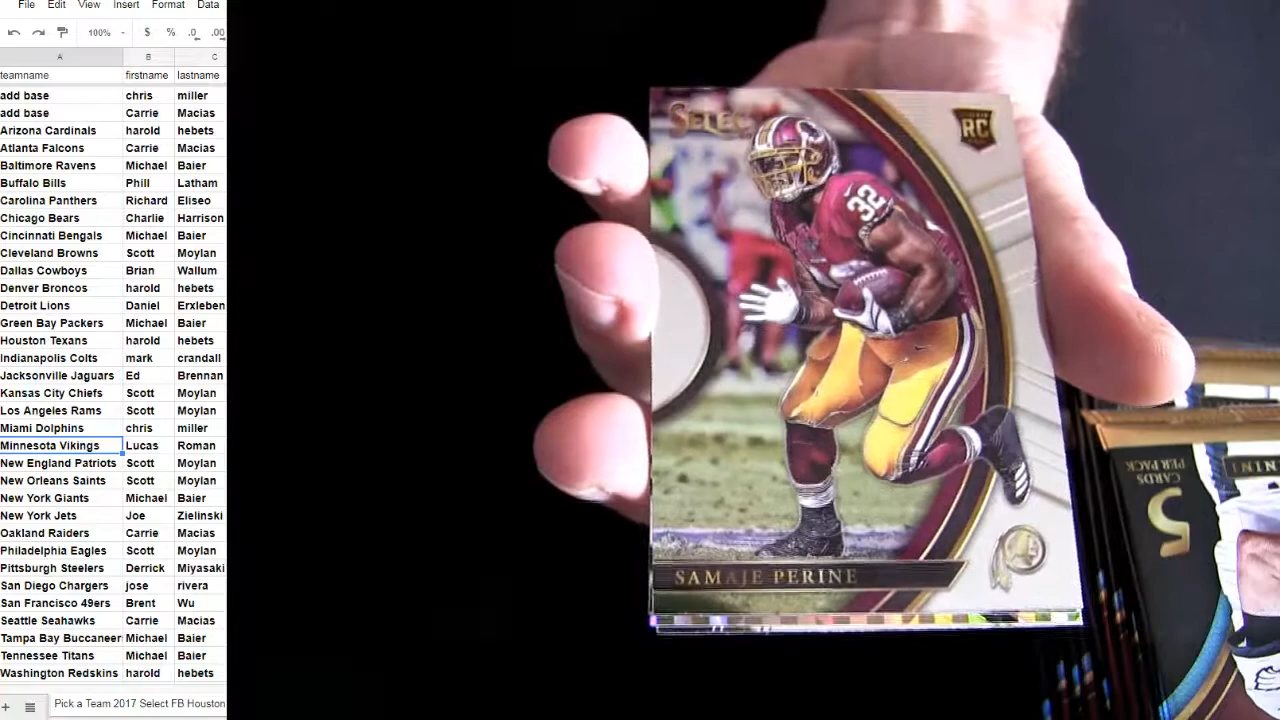 File Edit View Insert Format Data
100% $ % .0 .00
A B C
teamname firstname lastname
add base chris miller
add base Carrie Macias
Arizona Cardinals harold hebets
Atlanta Falcons Carrie Macias
Baltimore Ravens Michael Baier
Buffalo Bills Phill Latham
Carolina Panthers Richard Eliseo
Chicago Bears Charlie Harrison
Cincinnati Bengals Michael Baier
Cleveland Browns Scott Moylan
Dallas Cowboys Brian Wallum
Denver Broncos harold hebets
Detroit Lions Daniel Erxleben
Green Bay Packers Michael Baier
Houston Texans harold hebets
Indianapolis Colts mark crandall
Jacksonville Jaguars Ed Brennan
Kansas City Chiefs Scott Moylan
Los Angeles Rams Scott Moylan
Miami Dolphins chris miller
Minnesota Vikings Lucas Roman
New England Patriots Scott Moylan
New Orleans Saints Scott Moylan
New York Giants Michael Baier
New York Jets Joe Zielinski
Oakland Raiders Carrie Macias
Philadelphia Eagles Scott Moylan
Pittsburgh Steelers Derrick Miyasaki
San Diego Chargers jose rivera
San Francisco 49ers Brent Wu
Seattle Seahawks Carrie Macias
Tampa Bay Buccaneer Michael Baier
Tennessee Titans Michael Baier
Washington Redskins harold hebets
Pick a Team 2017 Select FB Houston
SELECT
RC
32
SAMAJE PERINE
5
CARDS
PER PACK
PANINI